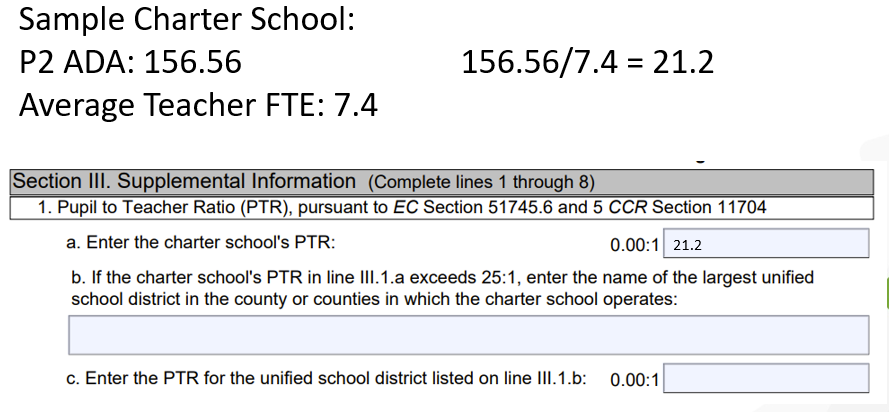 Sample Charter School:
P2 ADA: 156.56
156.56/7.4 = 21.2
Average Teacher FTE: 7.4
Section III. Supplemental Information (Complete lines 1 through 8)
1. Pupil to Teacher Ratio (PTR), pursuant to EC Section 51745.6 and 5 CCR Section 11704
a. Enter the charter school's PTR:
0.00:1 21.2
b. If the charter school's PTR in line III.1.a exceeds 25:1, enter the name of the largest unified
school district in the county or counties in which the charter school operates:
c. Enter the PTR for the unified school district listed on line III.1.b:
0.00:1